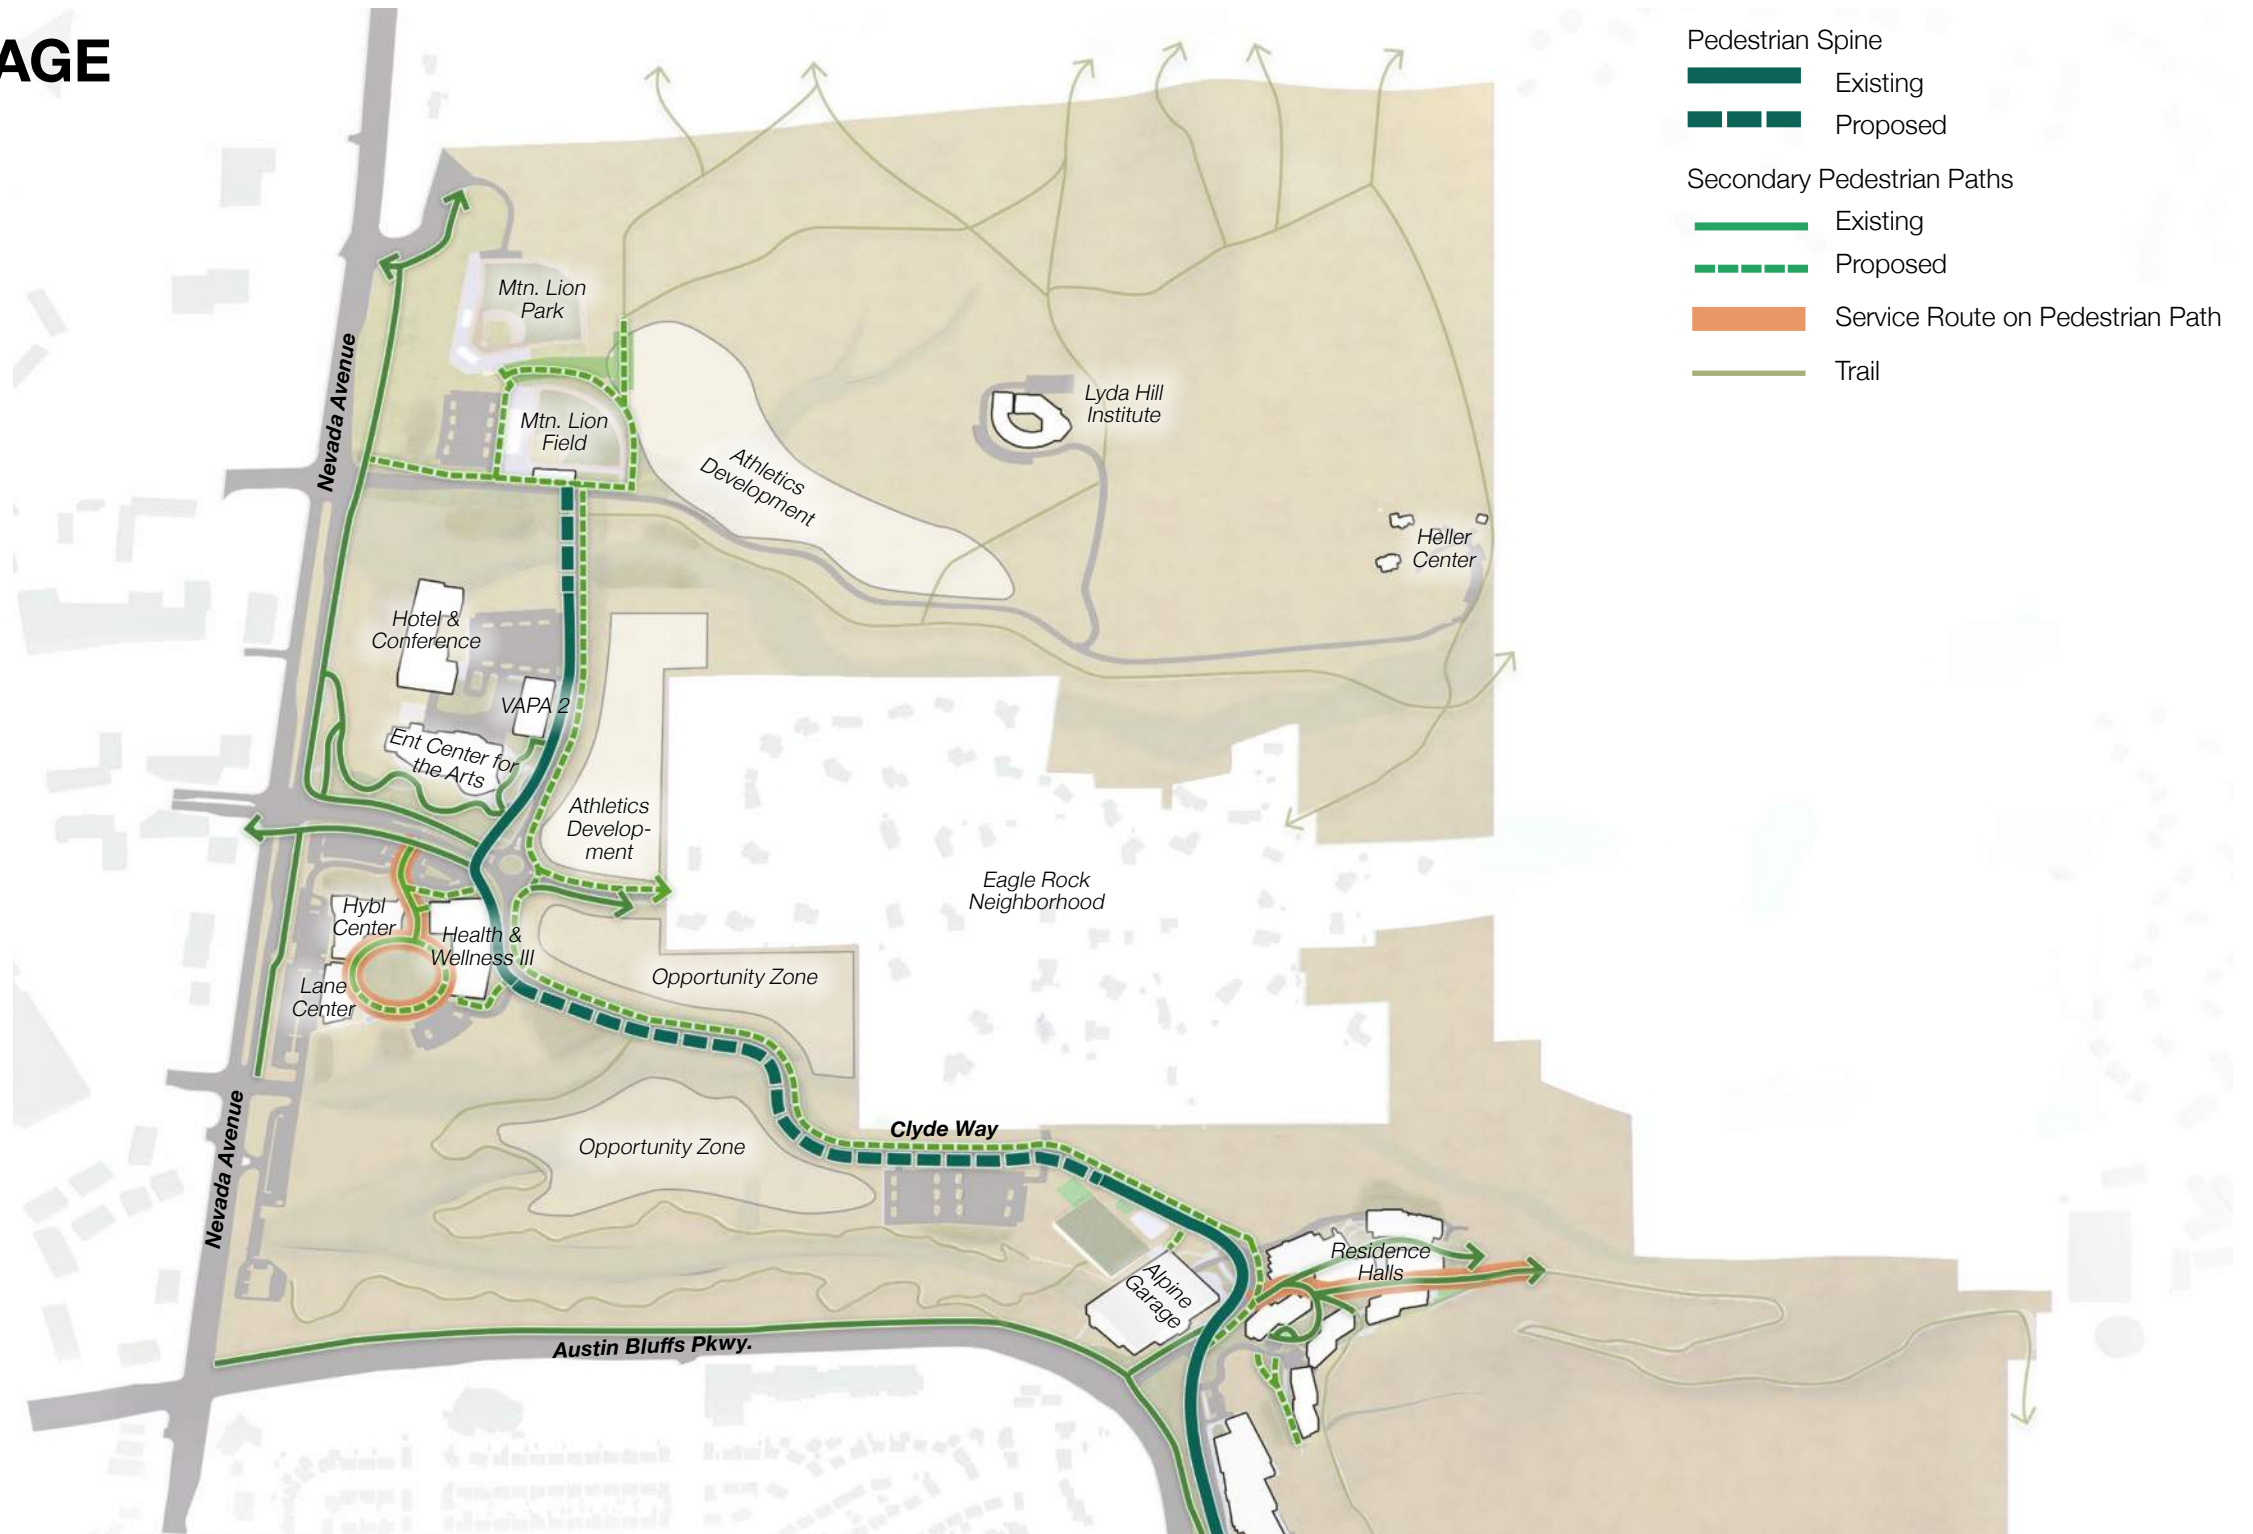 AGE
Pedestrian Spine
Existing
Proposed
Secondary Pedestrian Paths
Existing
Proposed
Service Route on Pedestrian Path
Trail
Mtn. Lion
Park
Nevada Avenue
Mtn. Lion
Field
Lyda Hill
Institute
Athletics
Development
Heller
Center
Hotel &
Conference
VAPA 2
Ent Center for
the Arts
Athletics
Develop-
ment
Eagle Rock
Neighborhood
Hybl
Center
Health &
Wellness III
Lane
Center
Opportunity Zone
Nevada Avenue
Opportunity Zone
Clyde Way
Residence
Halls
Alpine
Garage
Austin Bluffs Pkwy.